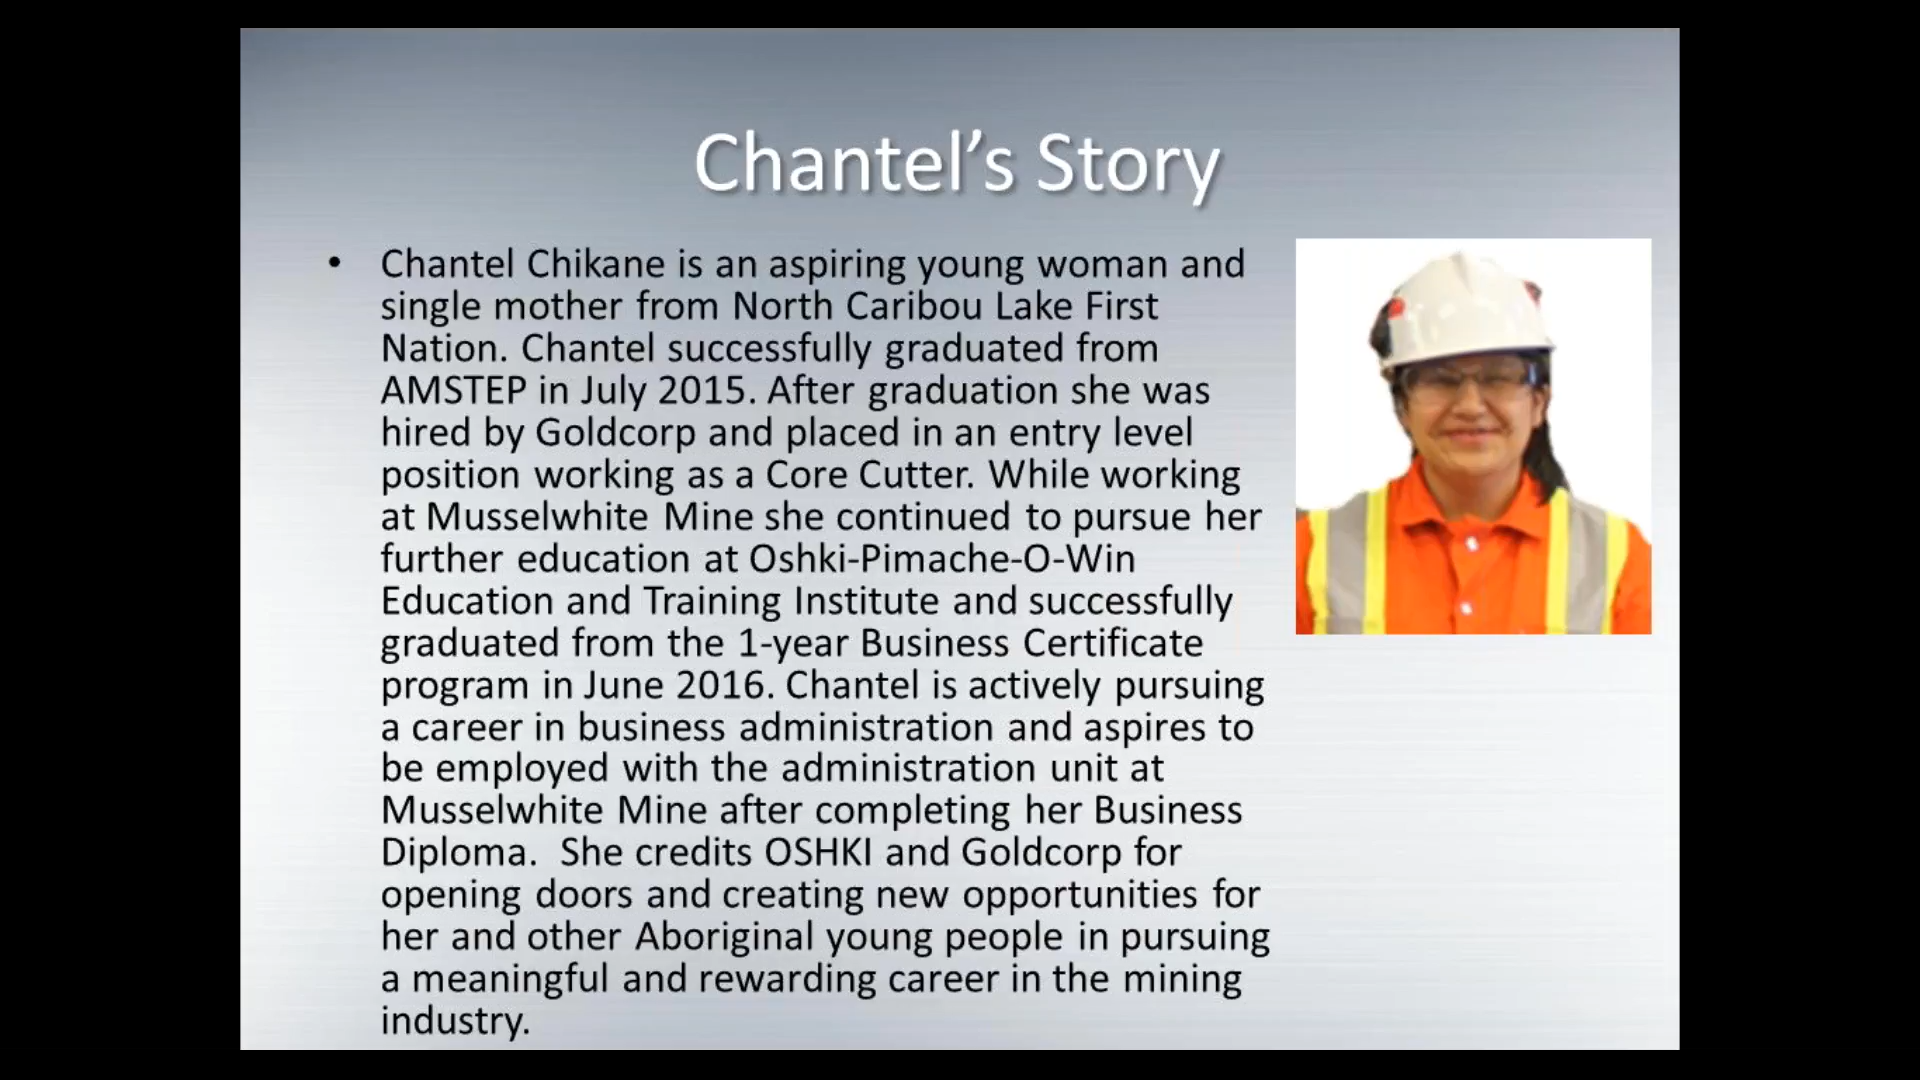 Chantel’s Story
• Chantel Chikane is an aspiring young woman and
single mother from North Caribou Lake First
Nation. Chantel successfully graduated from
AMSTEP in July 2015. After graduation she was
hired by Goldcorp and placed in an entry level
position working as a Core Cutter. While working
at Musselwhite Mine she continued to pursue her
further education at Oshki-Pimache-O-Win
Education and Training Institute and successfully
graduated from the 1-year Business Certificate
program in June 2016. Chantel is actively pursuing
a career in business administration and aspires to
be employed with the administration unit at
Musselwhite Mine after completing her Business
Diploma.  She credits OSHKI and Goldcorp for
opening doors and creating new opportunities for
her and other Aboriginal young people in pursuing
a meaningful and rewarding career in the mining
industry.